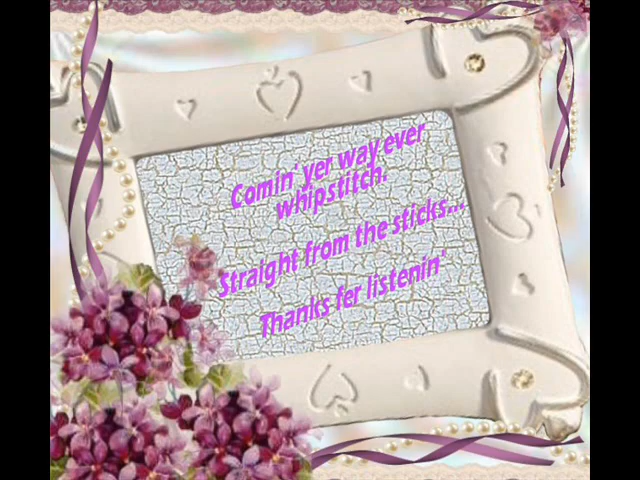 Comin' yer way ever
whipstitch.
Straight from the sticks...
Thanks fer listenin'